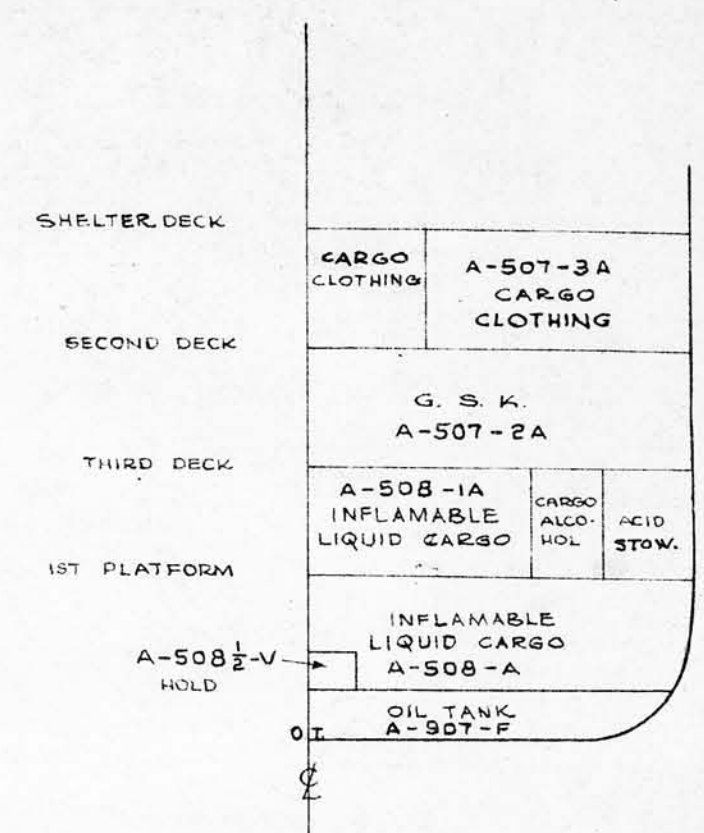 SHELTER DECK
CARGO
CLOTHING
A-507-3A
CARGO
CLOTHING
SECOND DECK
G. S. K.
A-507-2A
THIRD DECK
A-508-1A
INFLAMABLE
LIQUID CARGO
CARGO
ALCO-
HOL
ACID
STOW.
1ST PLATFORM
INFLAMABLE
LIQUID CARGO
A-508-A
A-508½-V
HOLD
OIL TANK
A-907-F
O.T.
℄